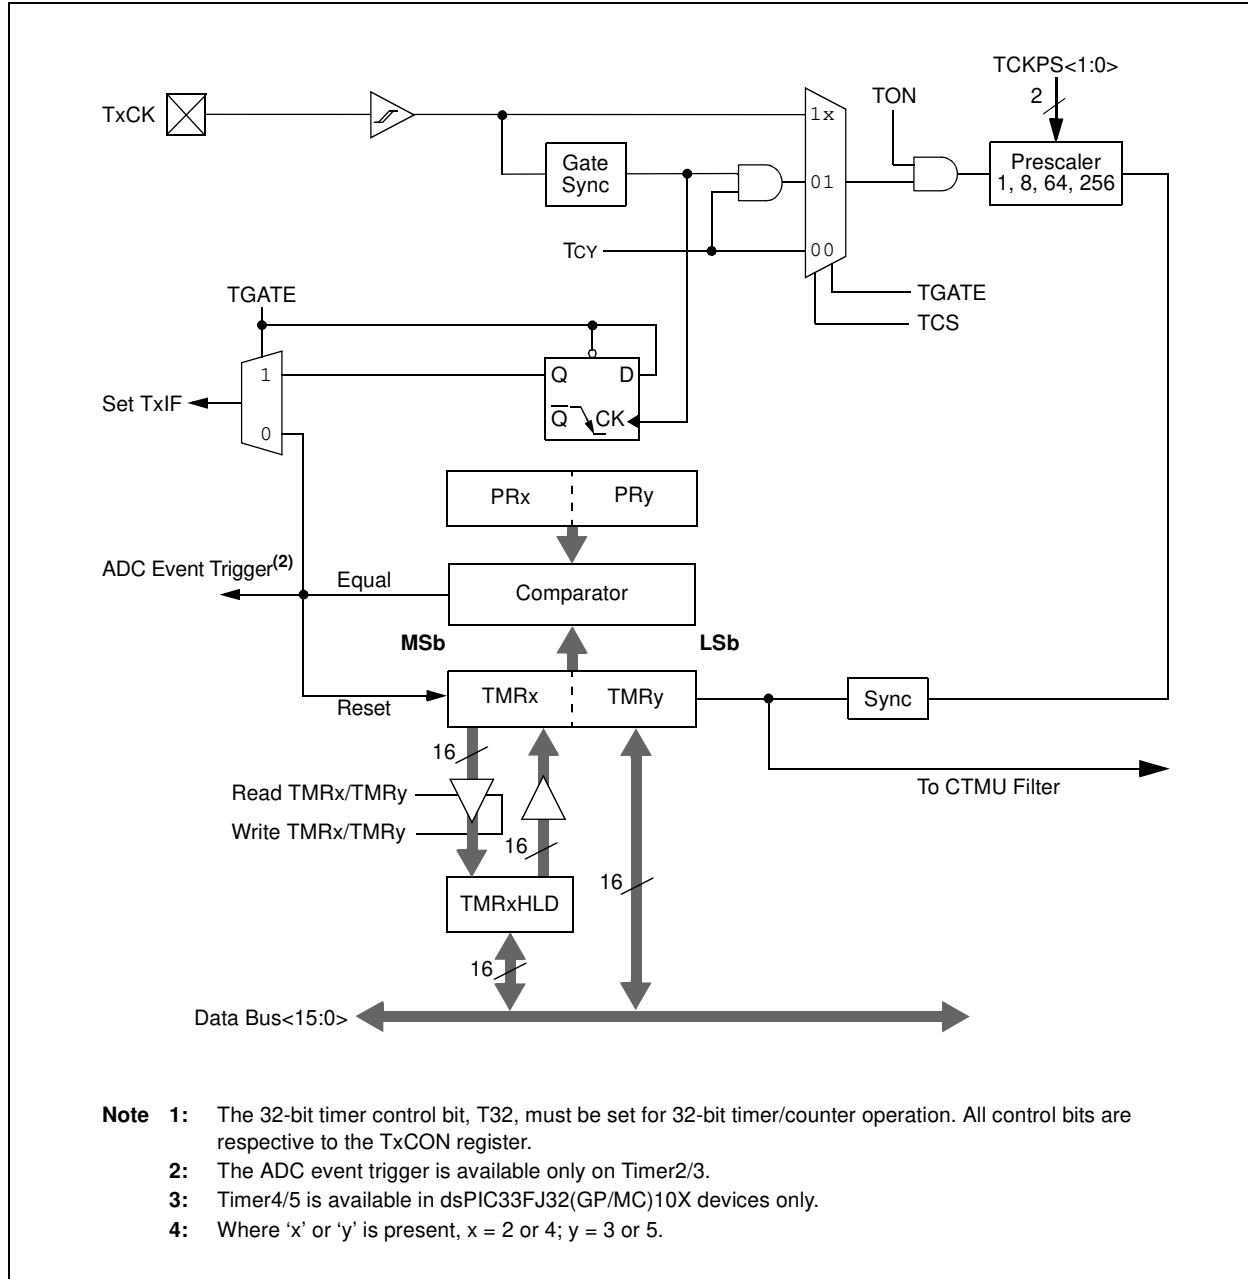 TCKPS<1:0>
2
TON
TxCK
1x
Gate
Sync
Prescaler
1, 8, 64, 256
01
TCY
00
TGATE
TGATE
TCS
1
Q D
Set TxIF
Q CK
0
PRx PRy
ADC Event Trigger(2)
Equal
Comparator
MSb LSb
TMRx TMRy
Sync
Reset
16
To CTMU Filter
Read TMRx/TMRy
Write TMRx/TMRy
16
16
TMRxHLD
16
Data Bus<15:0>
Note 1: The 32-bit timer control bit, T32, must be set for 32-bit timer/counter operation. All control bits are
respective to the TxCON register.
2: The ADC event trigger is available only on Timer2/3.
3: Timer4/5 is available in dsPIC33FJ32(GP/MC)10X devices only.
4: Where ‘x’ or ‘y’ is present, x = 2 or 4; y = 3 or 5.